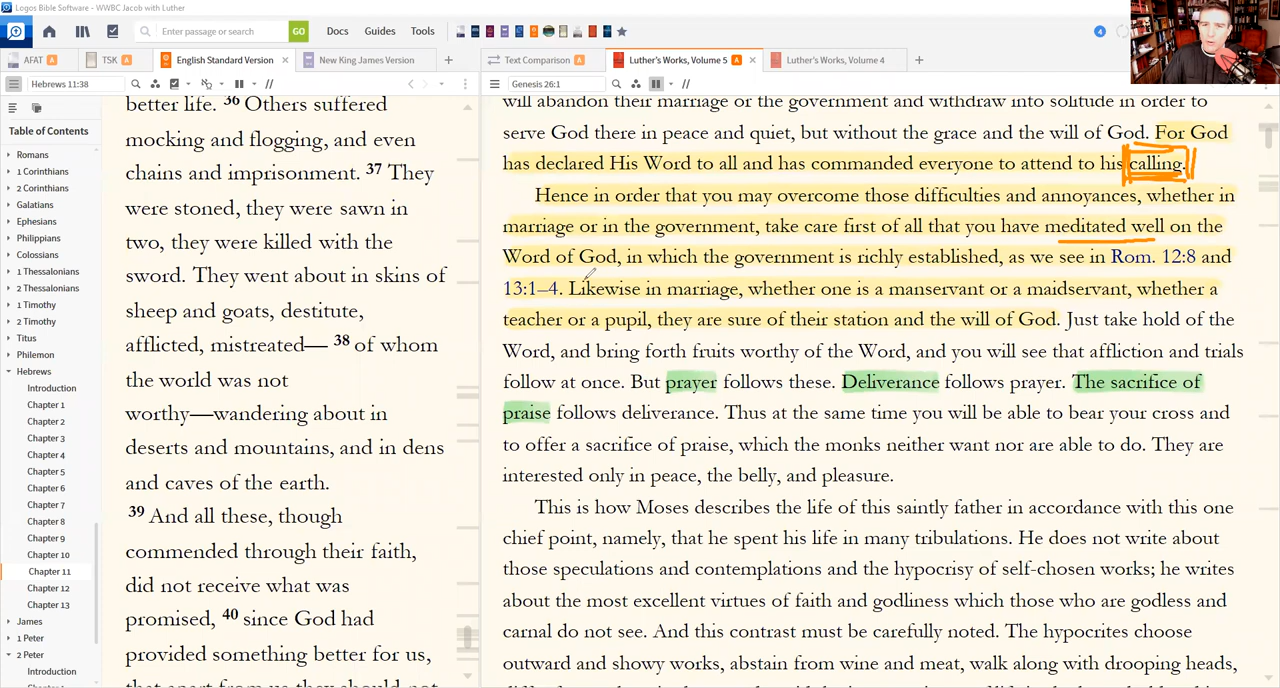 Logos Bible Software - WWBC Jacob with Luther
Enter passage or search
GO
Docs
Guides
Tools
4
AFAT A
TSK A
English Standard Version
New King James Version
Hebrews 11:38
Table of Contents
Romans
1 Corinthians
2 Corinthians
Galatians
Ephesians
Philippians
Colossians
1 Thessalonians
2 Thessalonians
1 Timothy
2 Timothy
Titus
Philemon
Hebrews
Introduction
Chapter 1
Chapter 2
Chapter 3
Chapter 4
Chapter 5
Chapter 6
Chapter 7
Chapter 8
Chapter 9
Chapter 10
Chapter 11
Chapter 12
Chapter 13
James
1 Peter
2 Peter
Introduction
better life. 36 Others suffered
mocking and flogging, and even
chains and imprisonment. 37 They
were stoned, they were sawn in
two, they were killed with the
sword. They went about in skins of
sheep and goats, destitute,
afflicted, mistreated— 38 of whom
the world was not
worthy—wandering about in
deserts and mountains, and in dens
and caves of the earth.
39 And all these, though
commended through their faith,
did not receive what was
promised, 40 since God had
provided something better for us,
that apart from us they should not
Text Comparison A
Luther's Works, Volume 5 A
Luther's Works, Volume 4
Genesis 26:1
will abandon their marriage or the government and withdraw into solitude in order to
serve God there in peace and quiet, but without the grace and the will of God. For God
has declared His Word to all and has commanded everyone to attend to his calling.
Hence in order that you may overcome those difficulties and annoyances, whether in
marriage or in the government, take care first of all that you have meditated well on the
Word of God, in which the government is richly established, as we see in Rom. 12:8 and
13:1–4. Likewise in marriage, whether one is a manservant or a maidservant, whether a
teacher or a pupil, they are sure of their station and the will of God. Just take hold of the
Word, and bring forth fruits worthy of the Word, and you will see that affliction and trials
follow at once. But prayer follows these. Deliverance follows prayer. The sacrifice of
praise follows deliverance. Thus at the same time you will be able to bear your cross and
to offer a sacrifice of praise, which the monks neither want nor are able to do. They are
interested only in peace, the belly, and pleasure.
This is how Moses describes the life of this saintly father in accordance with this one
chief point, namely, that he spent his life in many tribulations. He does not write about
those speculations and contemplations and the hypocrisy of self-chosen works; he writes
about the most excellent virtues of faith and godliness which those who are godless and
carnal do not see. And this contrast must be carefully noted. The hypocrites choose
outward and showy works, abstain from wine and meat, walk along with drooping heads,